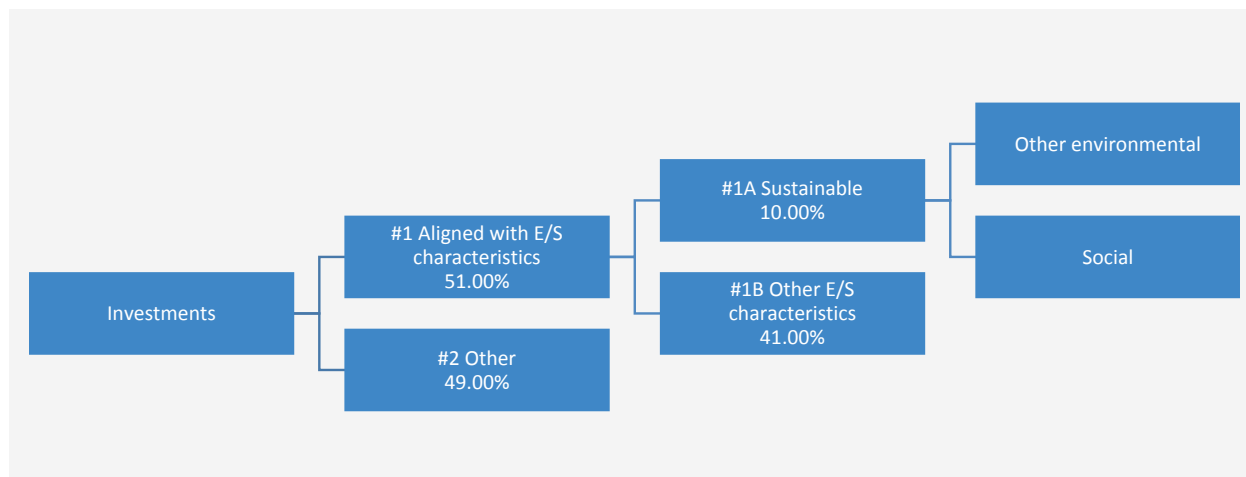 Investments
#1 Aligned with E/S
characteristics
51.00%
#2 Other
49.00%
#1A Sustainable
10.00%
#1B Other E/S
characteristics
41.00%
Other environmental
Social